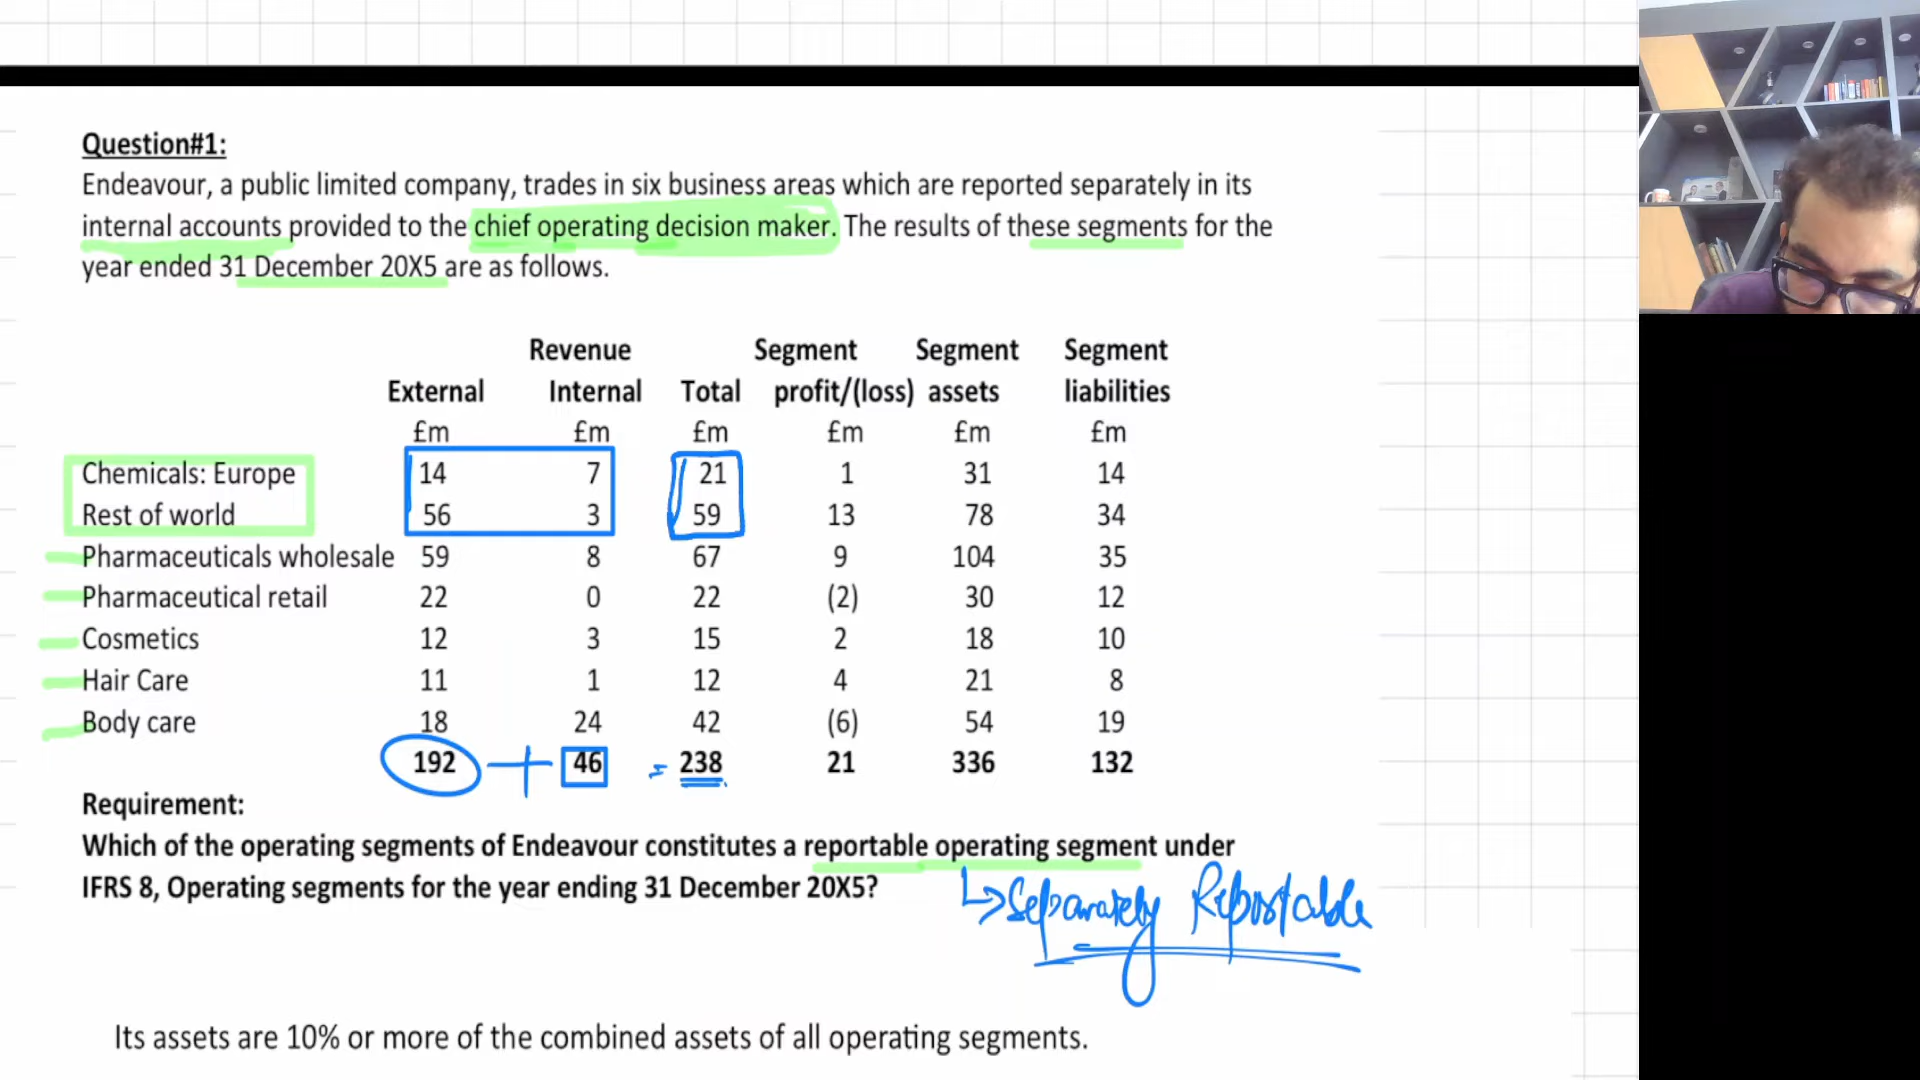 Question#1:
Endeavour, a public limited company, trades in six business areas which are reported separately in its
internal accounts provided to the chief operating decision maker. The results of these segments for the
year ended 31 December 20X5 are as follows.
Revenue Segment Segment Segment
External Internal Total profit/(loss) assets liabilities
£m £m £m £m £m £m
Chemicals: Europe 14 7 21 1 31 14
Rest of world 56 3 59 13 78 34
Pharmaceuticals wholesale 59 8 67 9 104 35
Pharmaceutical retail 22 0 22 (2) 30 12
Cosmetics 12 3 15 2 18 10
Hair Care 11 1 12 4 21 8
Body care 18 24 42 (6) 54 19
192 + 46 = 238 21 336 132
Requirement:
Which of the operating segments of Endeavour constitutes a reportable operating segment under
IFRS 8, Operating segments for the year ending 31 December 20X5?
Separately Reportable
Its assets are 10% or more of the combined assets of all operating segments.